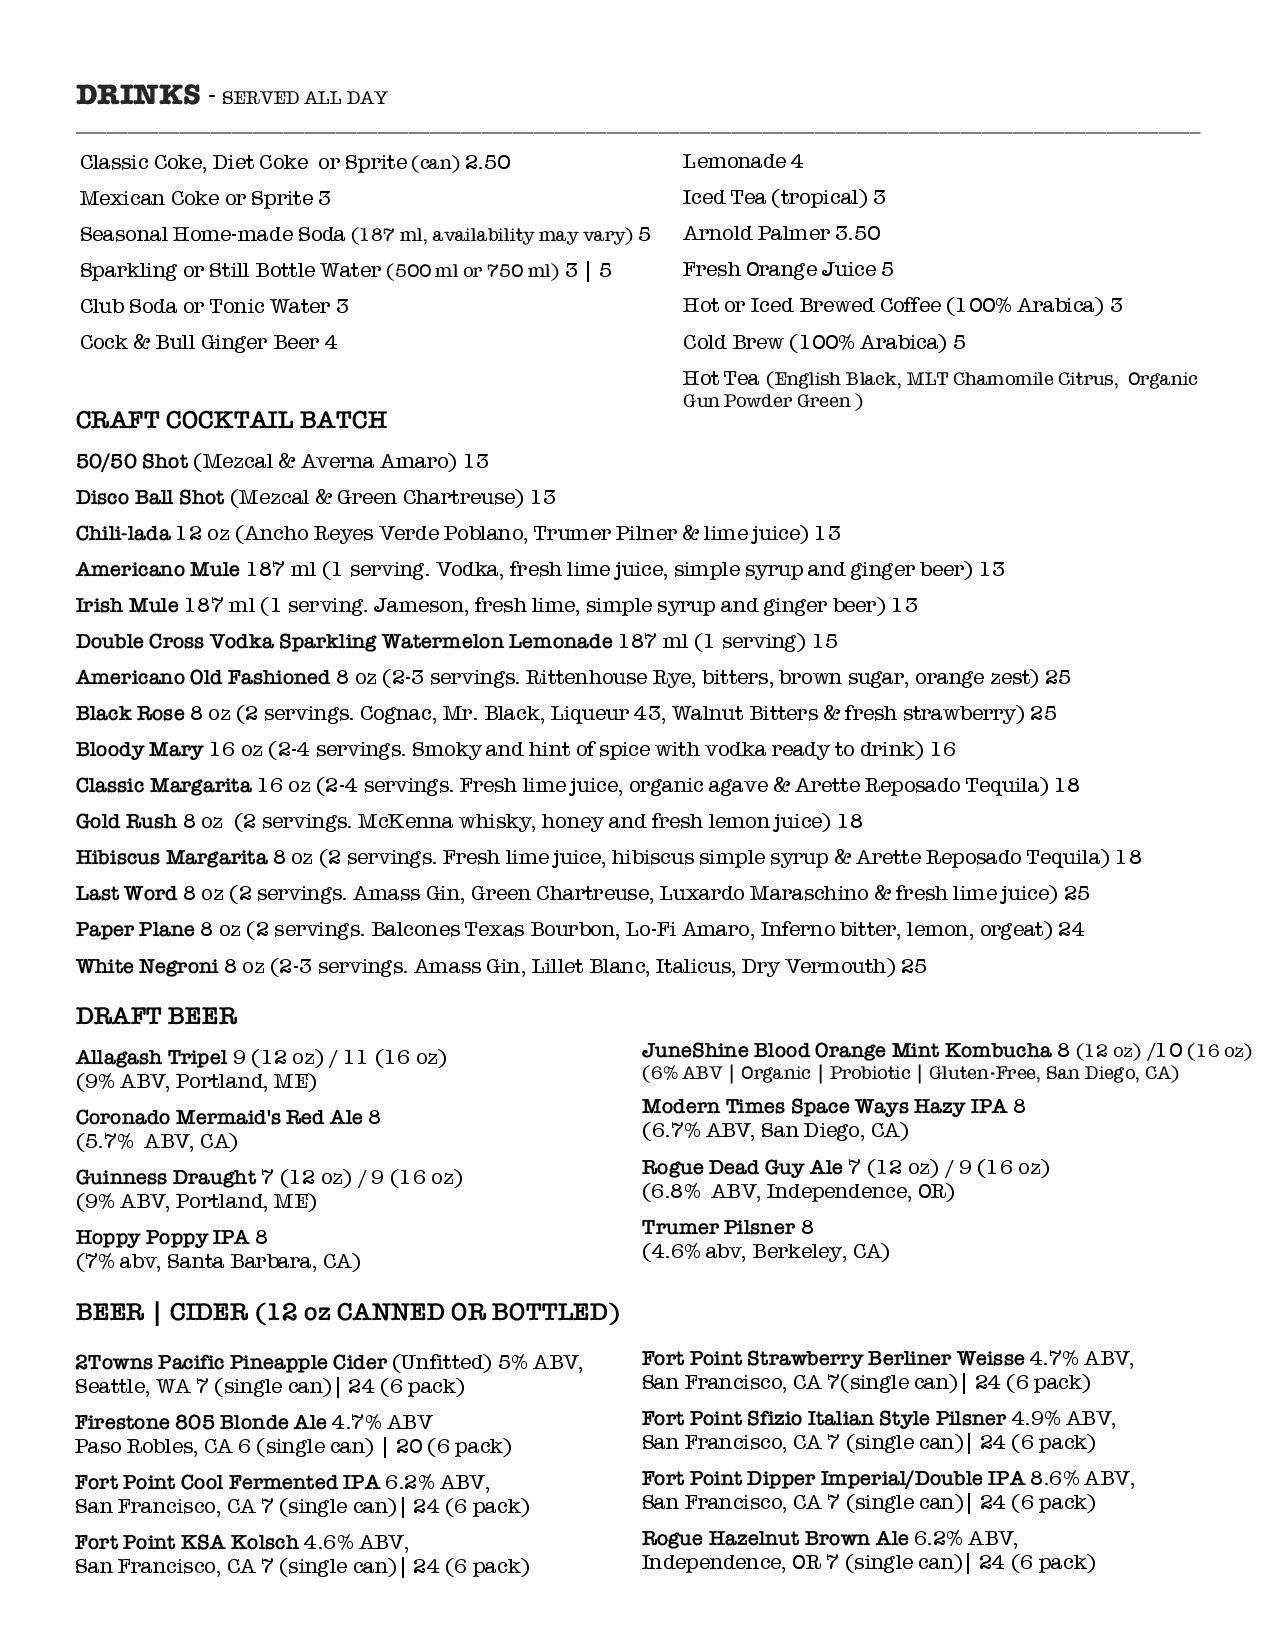 DRINKS - SERVED ALL DAY
Classic Coke, Diet Coke or Sprite (can) 2.50
Mexican Coke or Sprite 3
Seasonal Home-made Soda (187 ml, availability may vary) 5
Sparkling or Still Bottle Water (500 ml or 750 ml) 3 | 5
Club Soda or Tonic Water 3
Cock & Bull Ginger Beer 4
Lemonade 4
Iced Tea (tropical) 3
Arnold Palmer 3.50
Fresh Orange Juice 5
Hot or Iced Brewed Coffee (100% Arabica) 3
Cold Brew (100% Arabica) 5
Hot Tea (English Black, MLT Chamomile Citrus, Organic
Gun Powder Green )
CRAFT COCKTAIL BATCH
50/50 Shot (Mezcal & Averna Amaro) 13
Disco Ball Shot (Mezcal & Green Chartreuse) 13
Chili-lada 12 oz (Ancho Reyes Verde Poblano, Trumer Pilner & lime juice) 13
Americano Mule 187 ml (1 serving. Vodka, fresh lime juice, simple syrup and ginger beer) 13
Irish Mule 187 ml (1 serving. Jameson, fresh lime, simple syrup and ginger beer) 13
Double Cross Vodka Sparkling Watermelon Lemonade 187 ml (1 serving) 15
Americano Old Fashioned 8 oz (2-3 servings. Rittenhouse Rye, bitters, brown sugar, orange zest) 25
Black Rose 8 oz (2 servings. Cognac, Mr. Black, Liqueur 43, Walnut Bitters & fresh strawberry) 25
Bloody Mary 16 oz (2-4 servings. Smoky and hint of spice with vodka ready to drink) 16
Classic Margarita 16 oz (2-4 servings. Fresh lime juice, organic agave & Arette Reposado Tequila) 18
Gold Rush 8 oz (2 servings. McKenna whisky, honey and fresh lemon juice) 18
Hibiscus Margarita 8 oz (2 servings. Fresh lime juice, hibiscus simple syrup & Arette Reposado Tequila) 18
Last Word 8 oz (2 servings. Amass Gin, Green Chartreuse, Luxardo Maraschino & fresh lime juice) 25
Paper Plane 8 oz (2 servings. Balcones Texas Bourbon, Lo-Fi Amaro, Inferno bitter, lemon, orgeat) 24
White Negroni 8 oz (2-3 servings. Amass Gin, Lillet Blanc, Italicus, Dry Vermouth) 25
DRAFT BEER
Allagash Tripel 9 (12 oz) / 11 (16 oz)
(9% ABV, Portland, ME)
Coronado Mermaid's Red Ale 8
(5.7% ABV, CA)
Guinness Draught 7 (12 oz) / 9 (16 oz)
(9% ABV, Portland, ME)
Hoppy Poppy IPA 8
(7% abv, Santa Barbara, CA)
JuneShine Blood Orange Mint Kombucha 8 (12 oz) /10 (16 oz)
(6% ABV | Organic | Probiotic | Gluten-Free, San Diego, CA)
Modern Times Space Ways Hazy IPA 8
(6.7% ABV, San Diego, CA)
Rogue Dead Guy Ale 7 (12 oz) / 9 (16 oz)
(6.8% ABV, Independence, OR)
Trumer Pilsner 8
(4.6% abv, Berkeley, CA)
BEER | CIDER (12 oz CANNED OR BOTTLED)
2Towns Pacific Pineapple Cider (Unfitted) 5% ABV,
Seattle, WA 7 (single can)| 24 (6 pack)
Firestone 805 Blonde Ale 4.7% ABV
Paso Robles, CA 6 (single can) | 20 (6 pack)
Fort Point Cool Fermented IPA 6.2% ABV,
San Francisco, CA 7 (single can)| 24 (6 pack)
Fort Point KSA Kolsch 4.6% ABV,
San Francisco, CA 7 (single can)| 24 (6 pack)
Fort Point Strawberry Berliner Weisse 4.7% ABV,
San Francisco, CA 7(single can)| 24 (6 pack)
Fort Point Sfizio Italian Style Pilsner 4.9% ABV,
San Francisco, CA 7 (single can)| 24 (6 pack)
Fort Point Dipper Imperial/Double IPA 8.6% ABV,
San Francisco, CA 7 (single can)| 24 (6 pack)
Rogue Hazelnut Brown Ale 6.2% ABV,
Independence, OR 7 (single can)| 24 (6 pack)